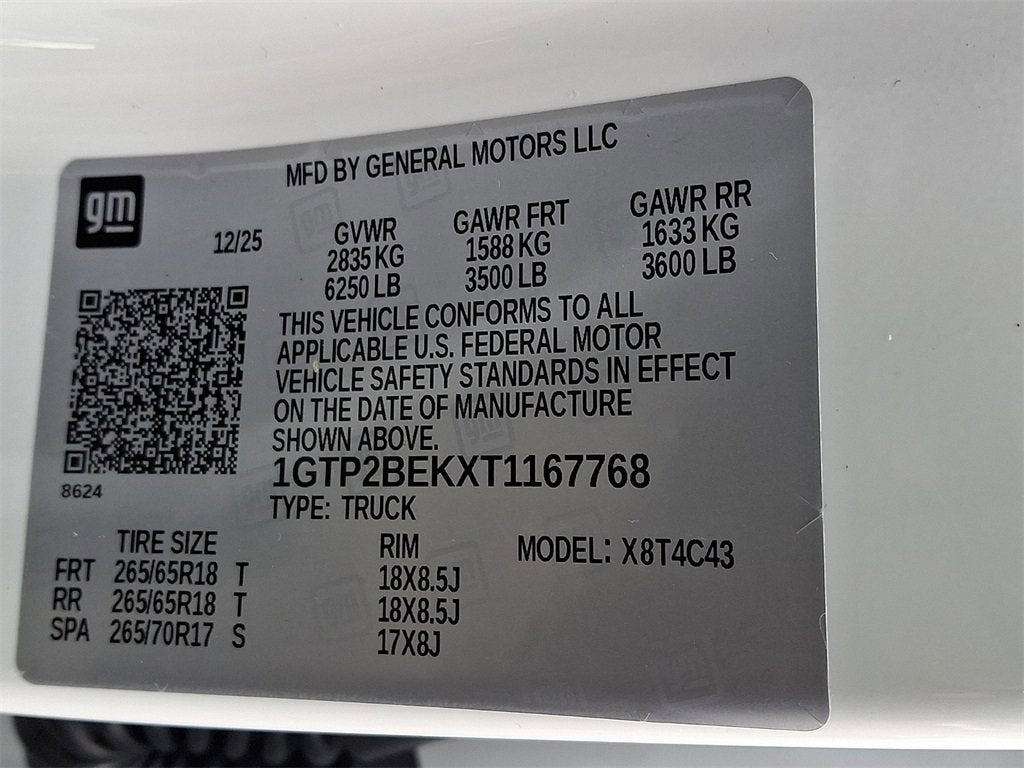 MFD BY GENERAL MOTORS LLC
gm
12/25
GVWR GAWR FRT GAWR RR
2835 KG 1588 KG 1633 KG
6250 LB 3500 LB 3600 LB
THIS VEHICLE CONFORMS TO ALL
APPLICABLE U.S. FEDERAL MOTOR
VEHICLE SAFETY STANDARDS IN EFFECT
ON THE DATE OF MANUFACTURE
SHOWN ABOVE.
1GTP2BEKXT1167768
8624
TYPE: TRUCK
TIRE SIZE RIM MODEL: X8T4C43
FRT 265/65R18 T 18X8.5J
RR 265/65R18 T 18X8.5J
SPA 265/70R17 S 17X8J